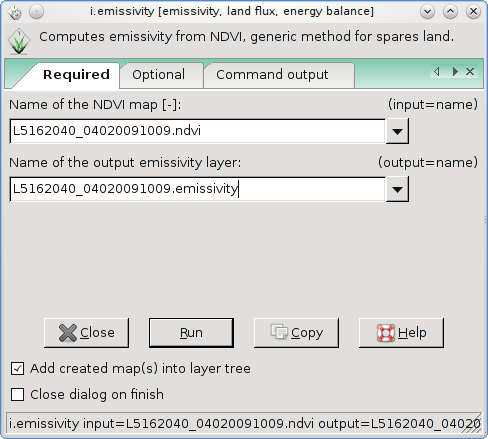 i.emissivity [emissivity, land flux, energy balance]
Computes emissivity from NDVI, generic method for spares land.
Required Optional Command output
Name of the NDVI map [-]: (input=name)
L5162040_04020091009.ndvi
Name of the output emissivity layer: (output=name)
L5162040_04020091009.emissivity
Close Run Copy Help
Add created map(s) into layer tree
Close dialog on finish
i.emissivity input=L5162040_04020091009.ndvi output=L5162040_04020